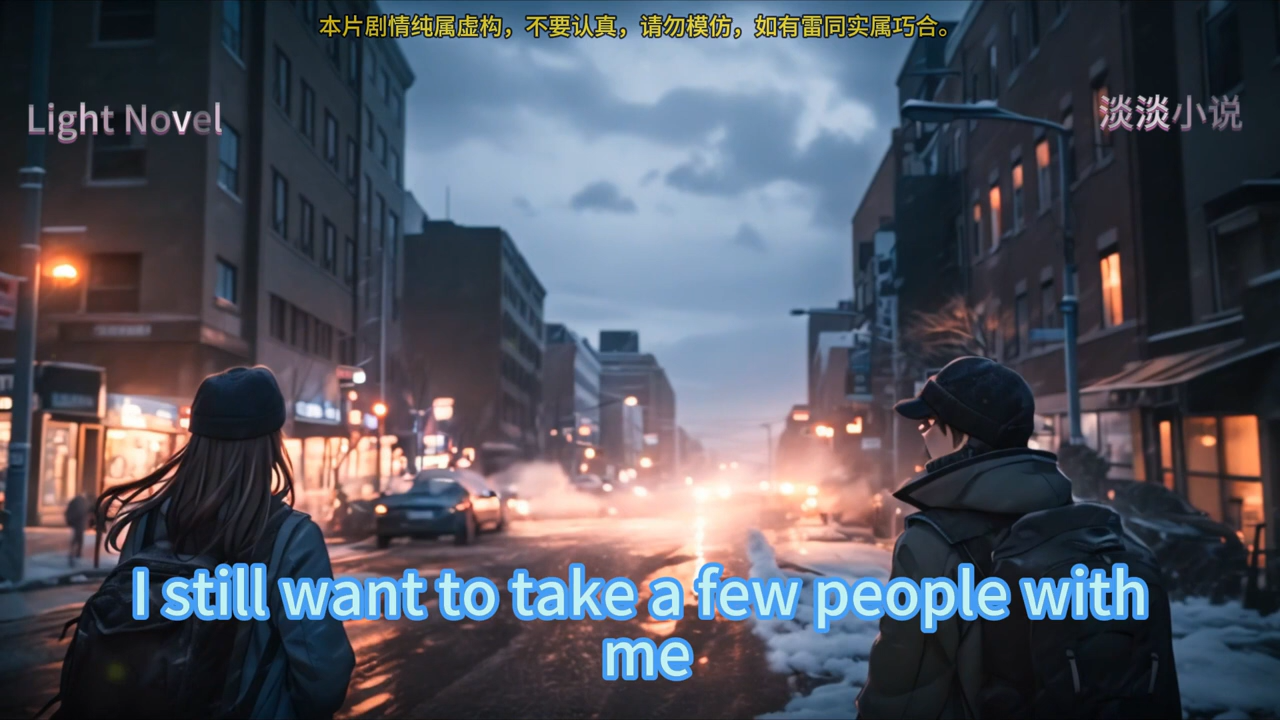 本片剧情纯属虚构，不要认真，请勿模仿，如有雷同实属巧合。
Light Novel
淡淡小说
I still want to take a few people with
me